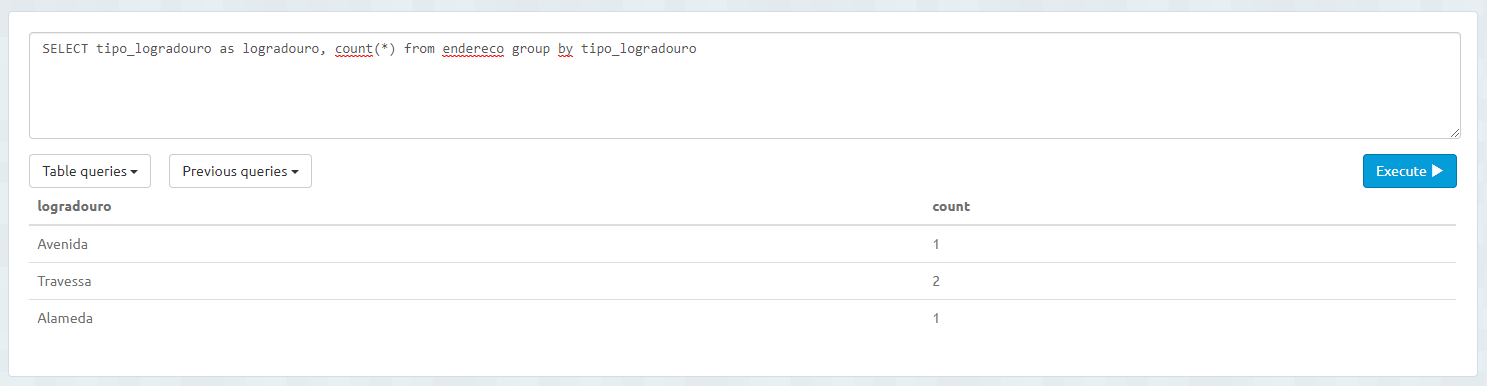 SELECT tipo_logradouro as logradouro, count(*) from endereco group by tipo_logradouro
Table queries Previous queries Execute
logradouro count
Avenida 1
Travessa 2
Alameda 1